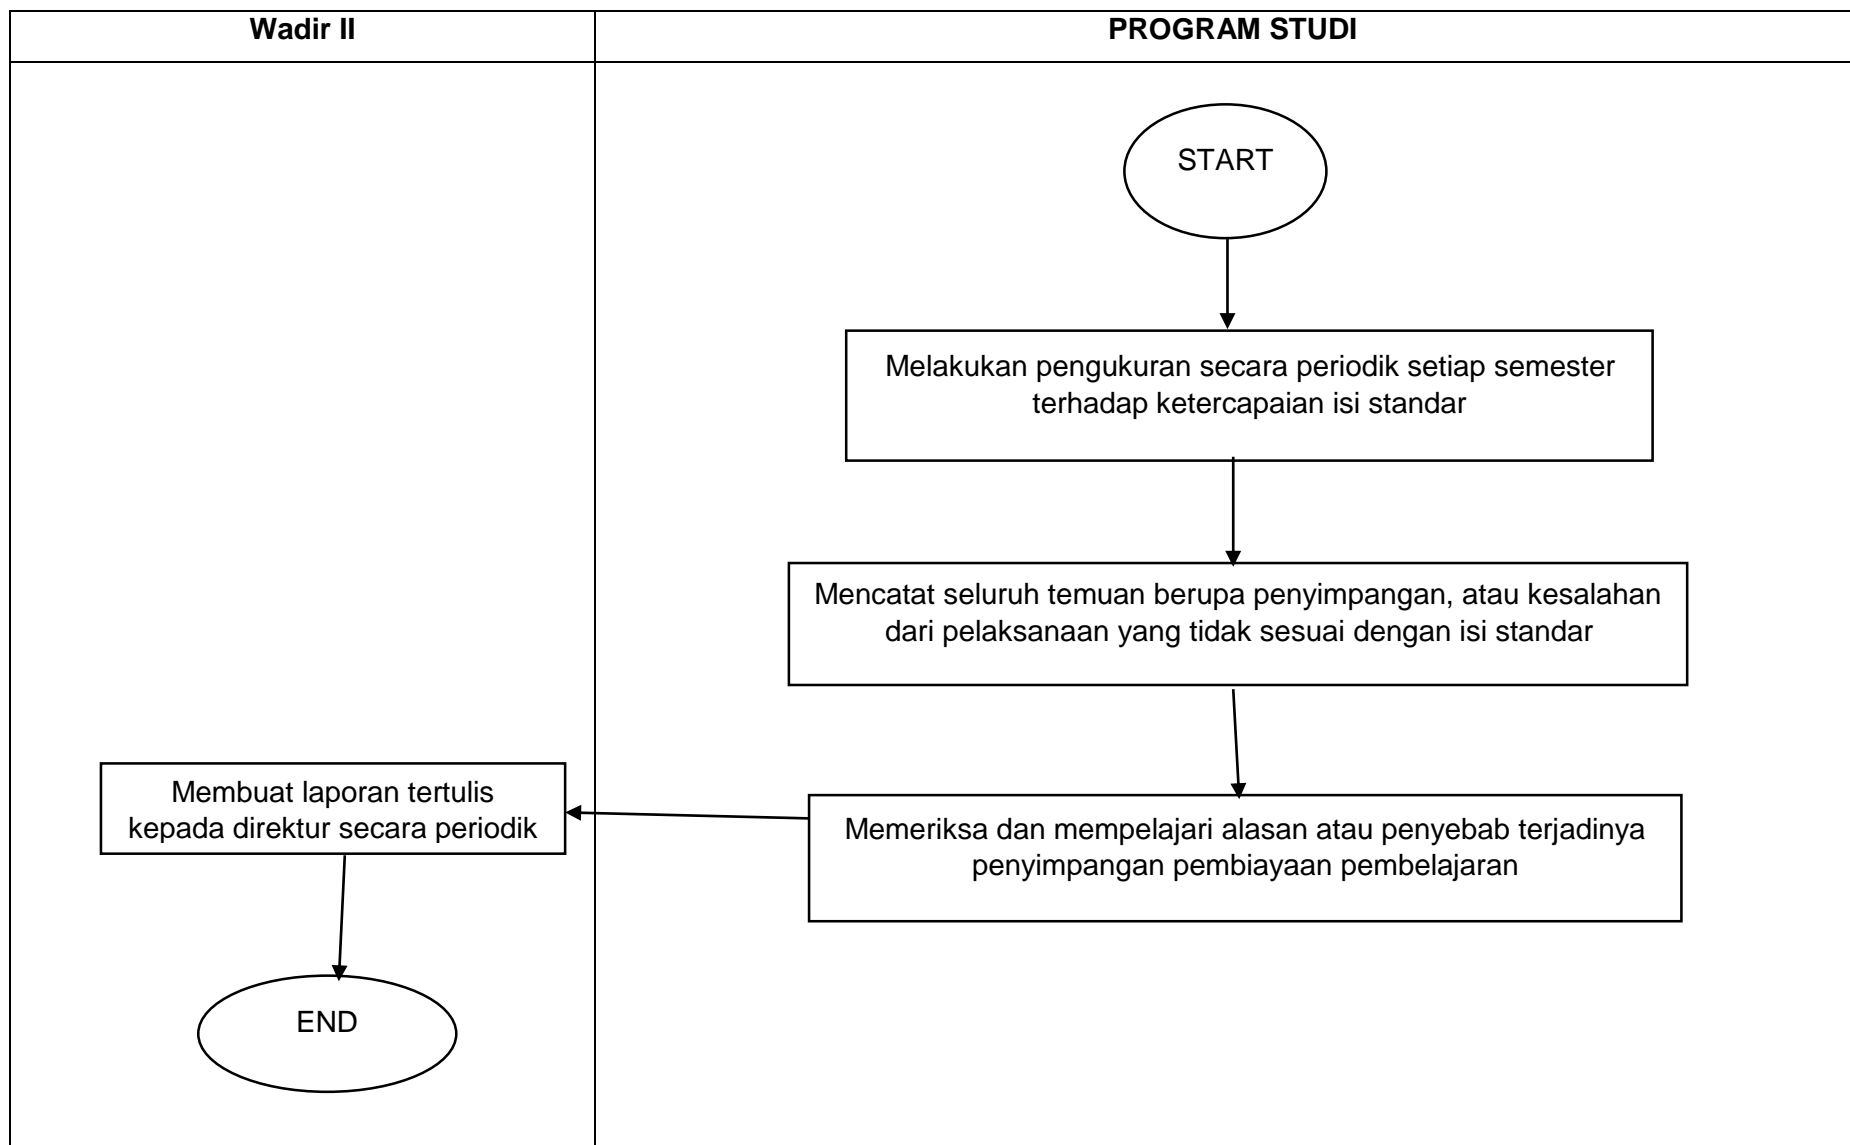 Wadir II
PROGRAM STUDI
START
Melakukan pengukuran secara periodik setiap semester
terhadap ketercapaian isi standar
Mencatat seluruh temuan berupa penyimpangan, atau kesalahan
dari pelaksanaan yang tidak sesuai dengan isi standar
Memeriksa dan mempelajari alasan atau penyebab terjadinya
penyimpangan pembiayaan pembelajaran
Membuat laporan tertulis
kepada direktur secara periodik
END